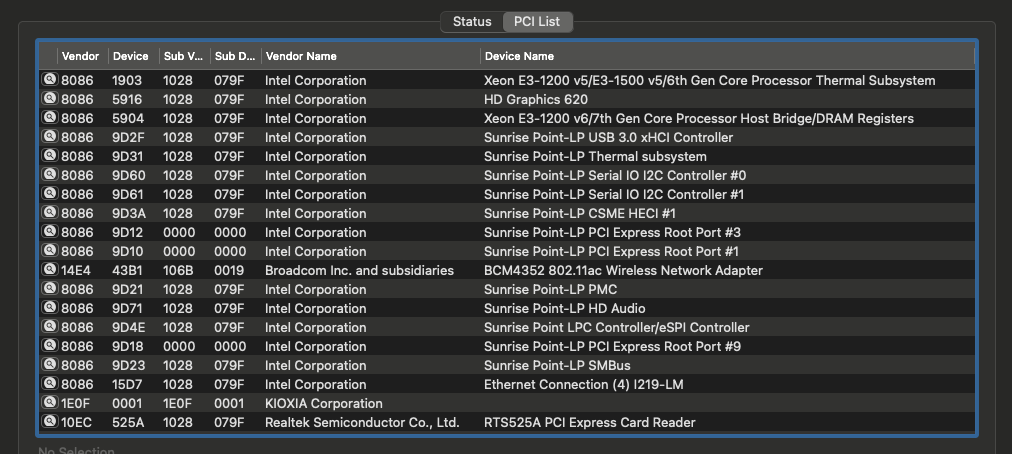 Status PCI List
Vendor Device Sub V... Sub D... Vendor Name Device Name
8086 1903 1028 079F Intel Corporation Xeon E3-1200 v5/E3-1500 v5/6th Gen Core Processor Thermal Subsystem
8086 5916 1028 079F Intel Corporation HD Graphics 620
8086 5904 1028 079F Intel Corporation Xeon E3-1200 v6/7th Gen Core Processor Host Bridge/DRAM Registers
8086 9D2F 1028 079F Intel Corporation Sunrise Point-LP USB 3.0 xHCI Controller
8086 9D31 1028 079F Intel Corporation Sunrise Point-LP Thermal subsystem
8086 9D60 1028 079F Intel Corporation Sunrise Point-LP Serial IO I2C Controller #0
8086 9D61 1028 079F Intel Corporation Sunrise Point-LP Serial IO I2C Controller #1
8086 9D3A 1028 079F Intel Corporation Sunrise Point-LP CSME HECI #1
8086 9D12 0000 0000 Intel Corporation Sunrise Point-LP PCI Express Root Port #3
8086 9D10 0000 0000 Intel Corporation Sunrise Point-LP PCI Express Root Port #1
14E4 43B1 106B 0019 Broadcom Inc. and subsidiaries BCM4352 802.11ac Wireless Network Adapter
8086 9D21 1028 079F Intel Corporation Sunrise Point-LP PMC
8086 9D71 1028 079F Intel Corporation Sunrise Point-LP HD Audio
8086 9D4E 1028 079F Intel Corporation Sunrise Point LPC Controller/eSPI Controller
8086 9D18 0000 0000 Intel Corporation Sunrise Point-LP PCI Express Root Port #9
8086 9D23 1028 079F Intel Corporation Sunrise Point-LP SMBus
8086 15D7 1028 079F Intel Corporation Ethernet Connection (4) I219-LM
1E0F 0001 1E0F 0001 KIOXIA Corporation
10EC 525A 1028 079F Realtek Semiconductor Co., Ltd. RTS525A PCI Express Card Reader
No Selection